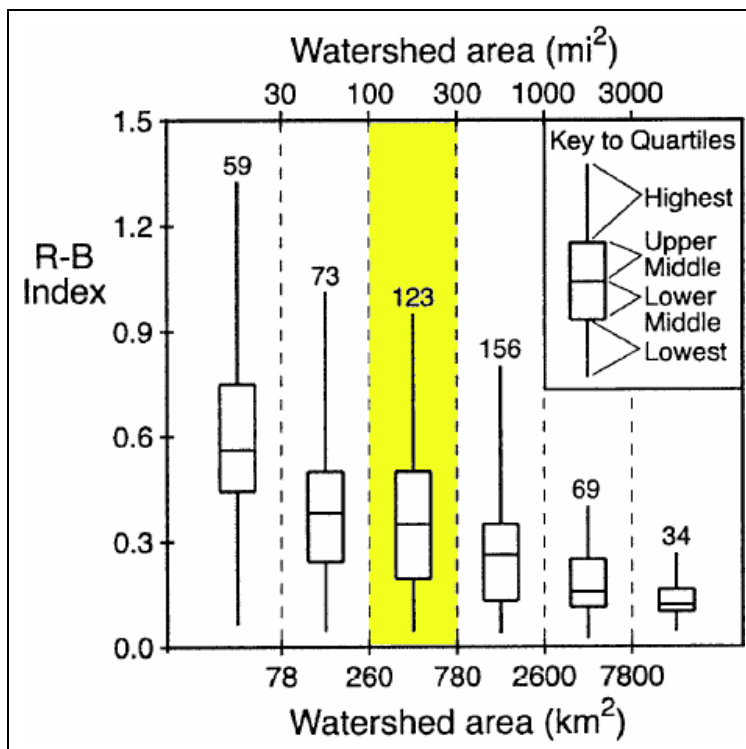 Watershed area (mi²)
30 100 300 1000 3000
1.5
1.2
0.9
0.6
0.3
0.0
R-B
Index
59
73
123
156
69
34
Key to Quartiles
Highest
Upper
Middle
Lower
Middle
Lowest
78 260 780 2600 7800
Watershed area (km²)